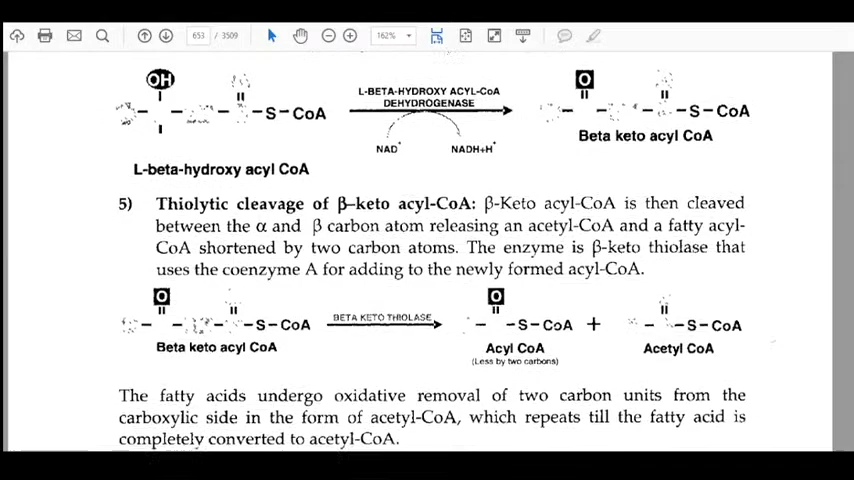 653 / 3509
162%
OH
L-BETA-HYDROXY ACYL-CoA
DEHYDROGENASE
S-CoA
NAD+
NADH+H+
L-beta-hydroxy acyl CoA
O
S-CoA
Beta keto acyl CoA
5) Thiolytic cleavage of β-keto acyl-CoA: β-Keto acyl-CoA is then cleaved
between the α and β carbon atom releasing an acetyl-CoA and a fatty acyl-
CoA shortened by two carbon atoms. The enzyme is β-keto thiolase that
uses the coenzyme A for adding to the newly formed acyl-CoA.
O
S-CoA
Beta keto acyl CoA
BETA KETO THIOLASE
O
-S-CoA
Acyl CoA
(Less by two carbons)
+
S-CoA
Acetyl CoA
The fatty acids undergo oxidative removal of two carbon units from the
carboxylic side in the form of acetyl-CoA, which repeats till the fatty acid is
completely converted to acetyl-CoA.